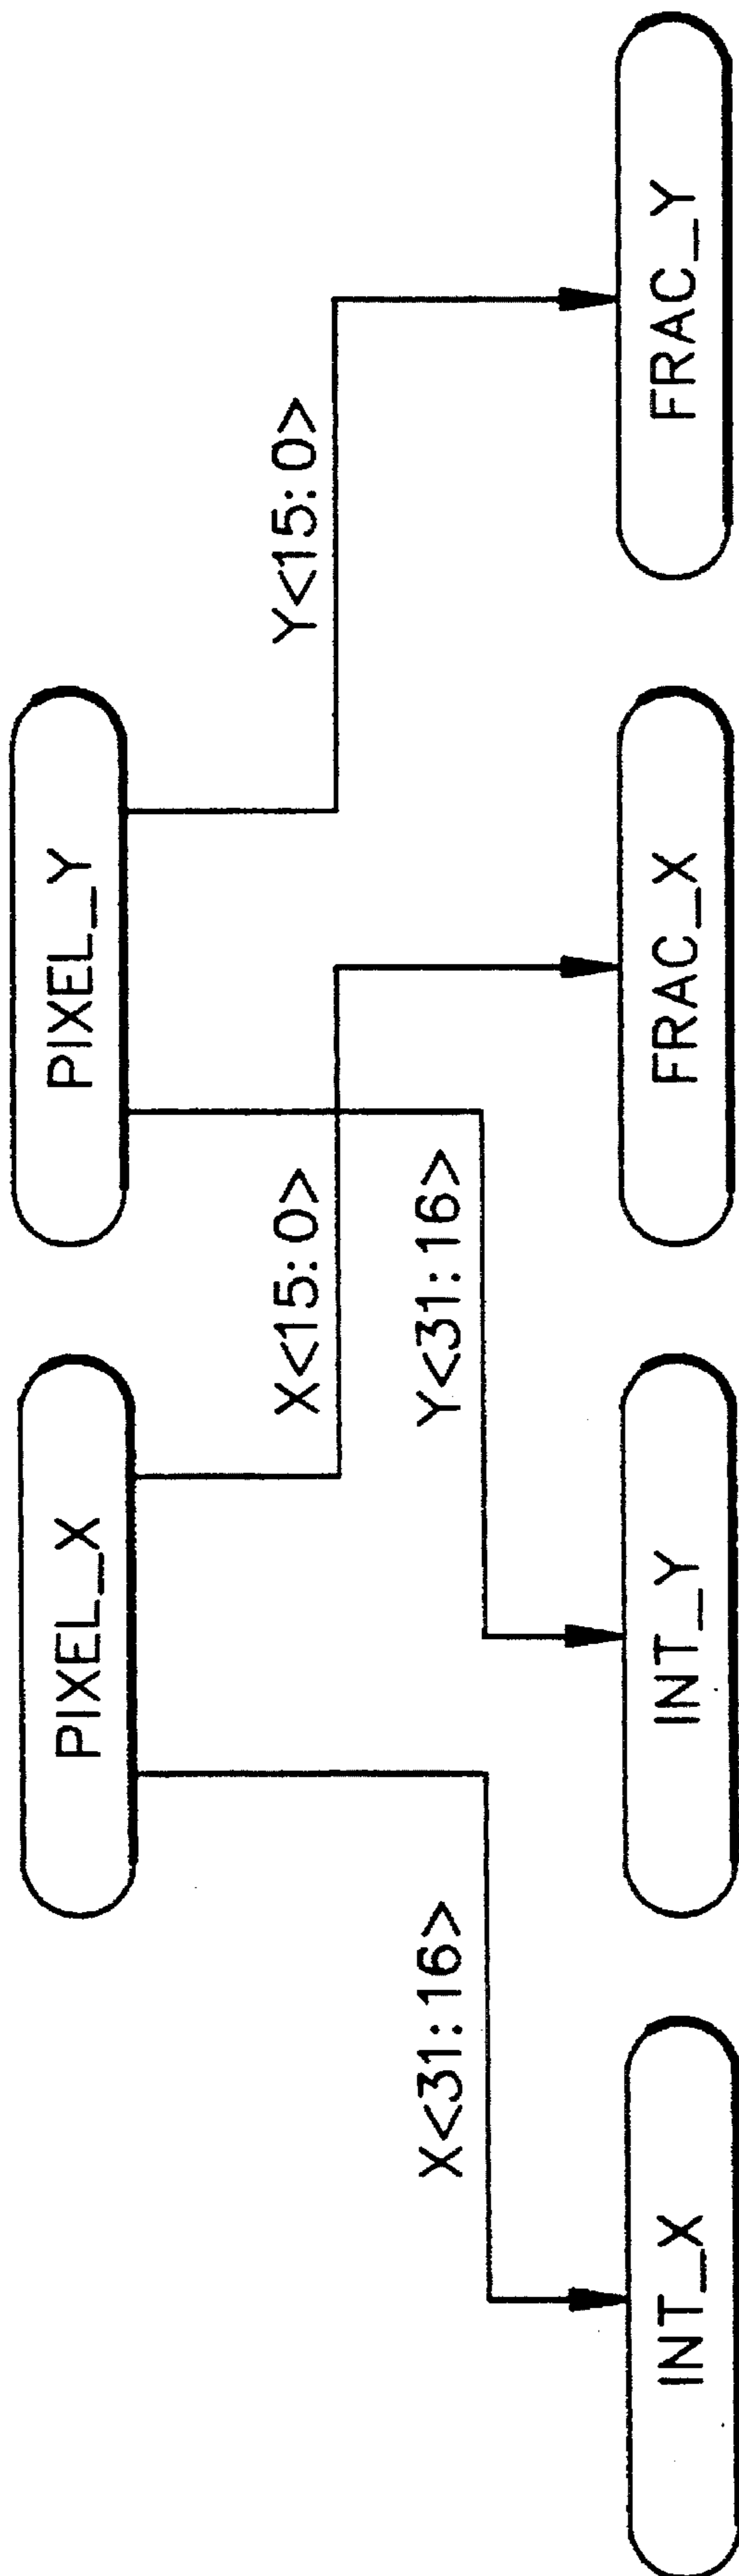 PIXEL_X
PIXEL_Y
X<15:0>
Y<15:0>
X<31:16>
Y<31:16>
INT_X
INT_Y
FRAC_X
FRAC_Y